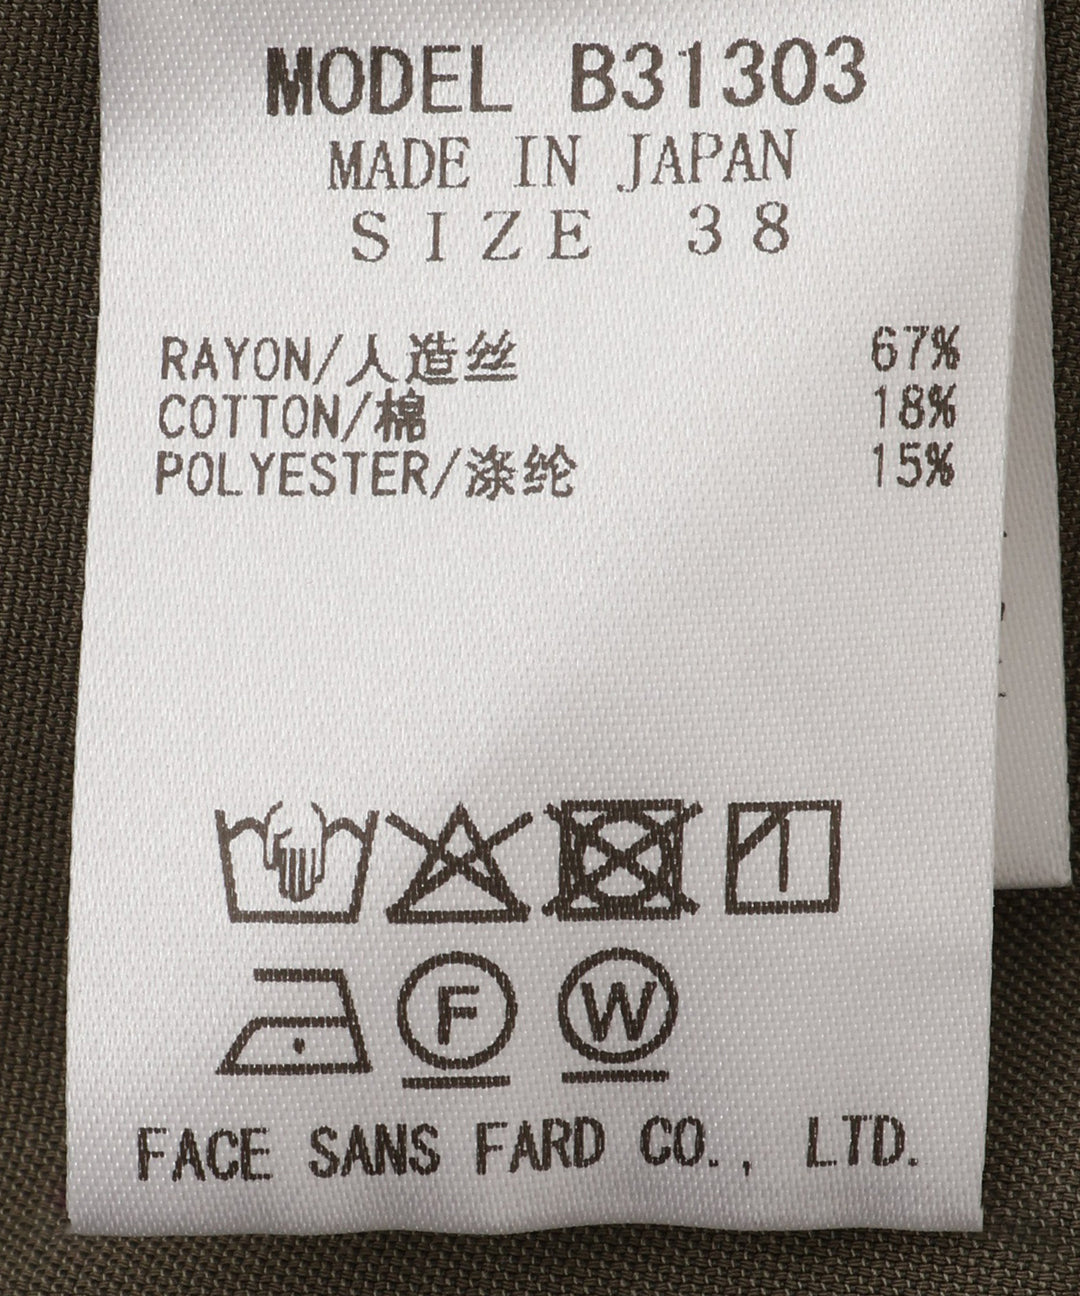 MODEL B31303
MADE IN JAPAN
SIZE 38
RAYON/人造丝 67%
COTTON/棉 18%
POLYESTER/涤纶 15%
F W
FACE SANS FARD CO., LTD.